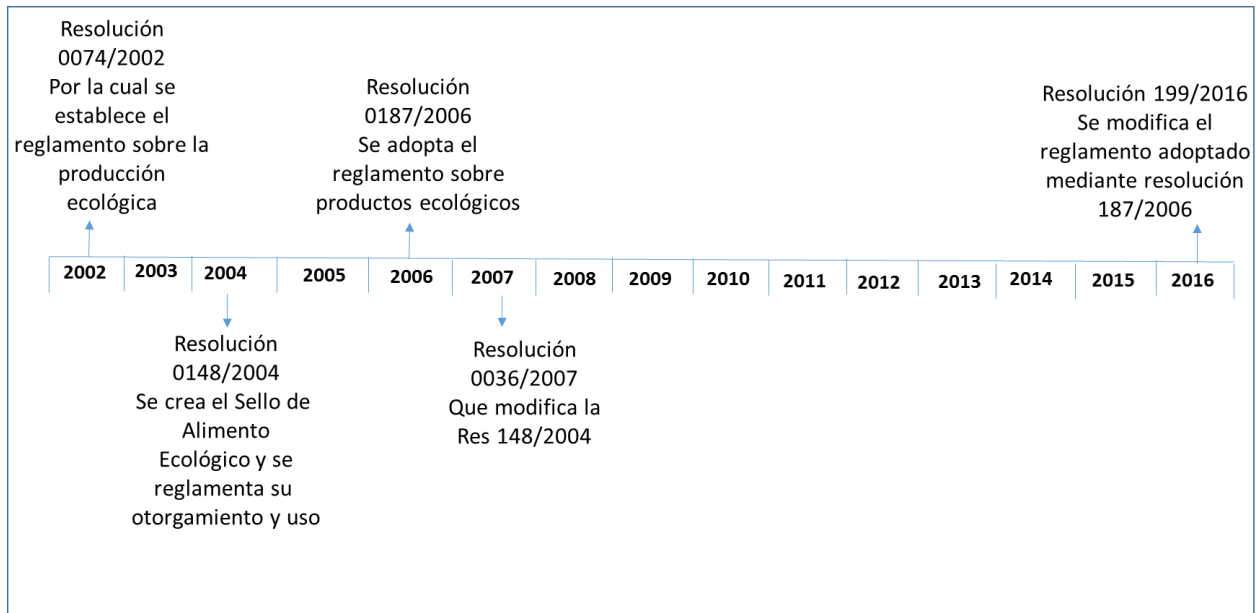 Resolución
0074/2002
Por la cual se
establece el
reglamento sobre la
producción
ecológica
Resolución
0187/2006
Se adopta el
reglamento sobre
productos ecológicos
Resolución 199/2016
Se modifica el
reglamento adoptado
mediante resolución
187/2006
2002 2003 2004 2005 2006 2007 2008 2009 2010 2011 2012 2013 2014 2015 2016
Resolución
0148/2004
Se crea el Sello de
Alimento
Ecológico y se
reglamenta su
otorgamiento y uso
Resolución
0036/2007
Que modifica la
Res 148/2004